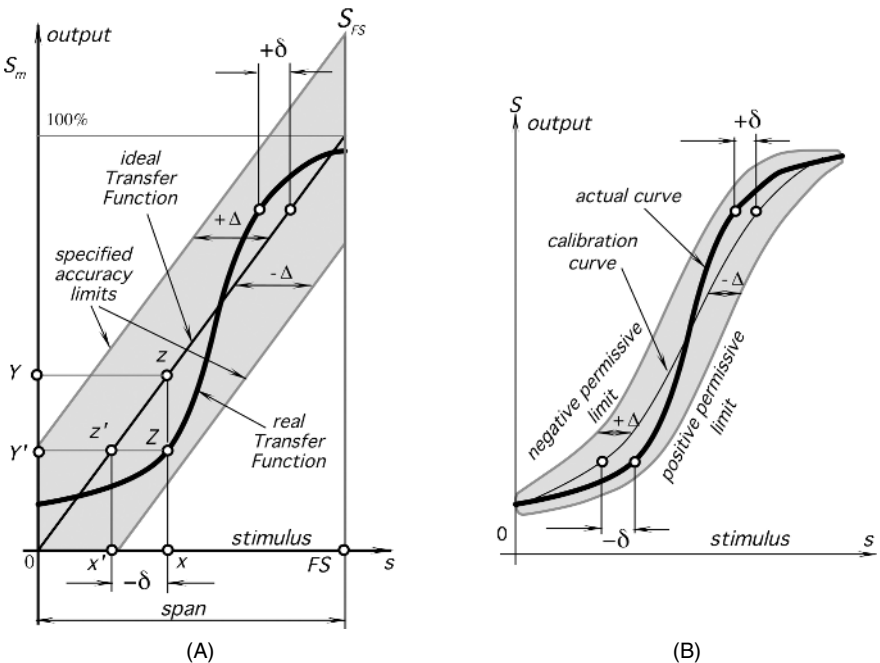 output
S_FS
S_m
+δ
100%
ideal
Transfer
Function
+Δ
specified
accuracy
limits
-Δ
Y
z
z'
Z
Y'
real
Transfer
Function
0
x'
x
stimulus
FS
s
−δ
span
(A)
S
output
+δ
actual curve
calibration
curve
-Δ
negative permissive
limit
+Δ
positive permissive
limit
0
−δ
stimulus
s
(B)